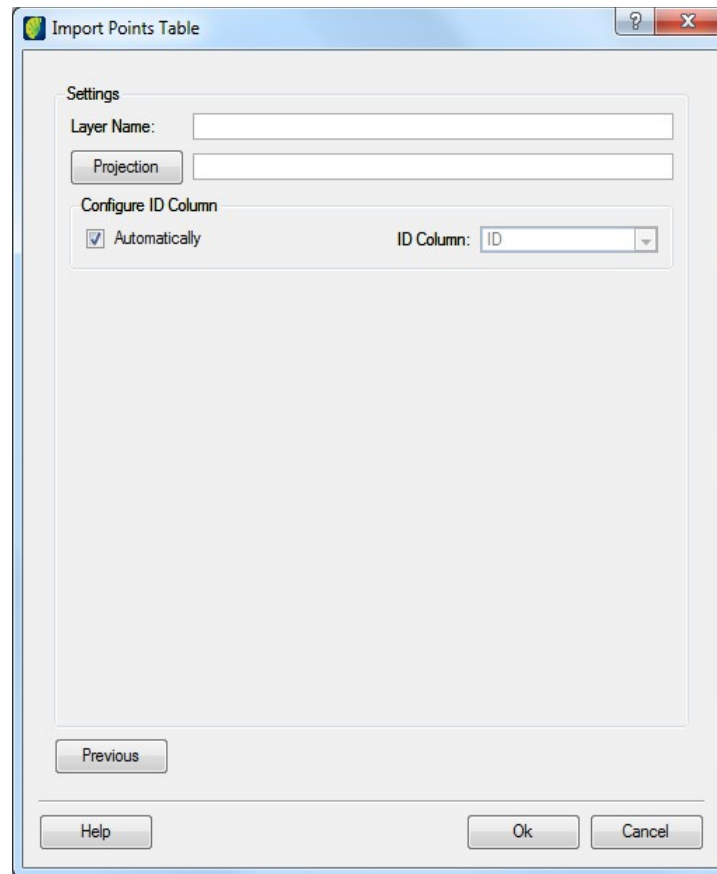 Import Points Table
Settings
Layer Name:
Projection
Configure ID Column
Automatically ID Column: ID
Previous
Help Ok Cancel